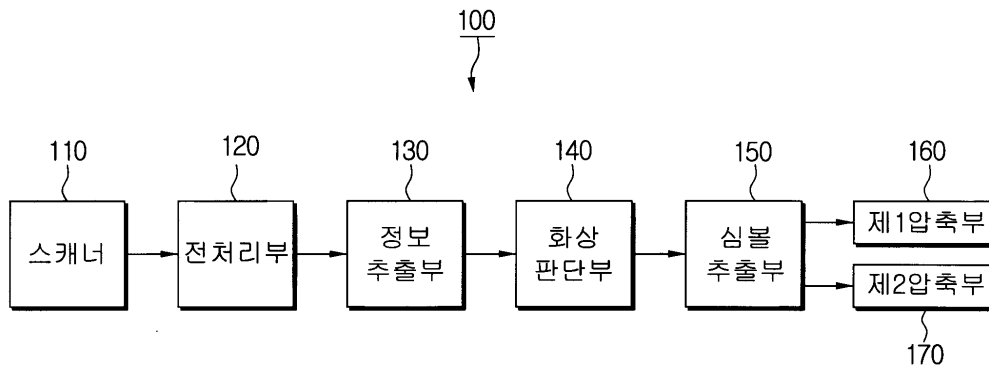 100
110
120
130
140
150
160
스캐너
전처리부
정보
추출부
화상
판단부
심볼
추출부
제1압축부
제2압축부
170